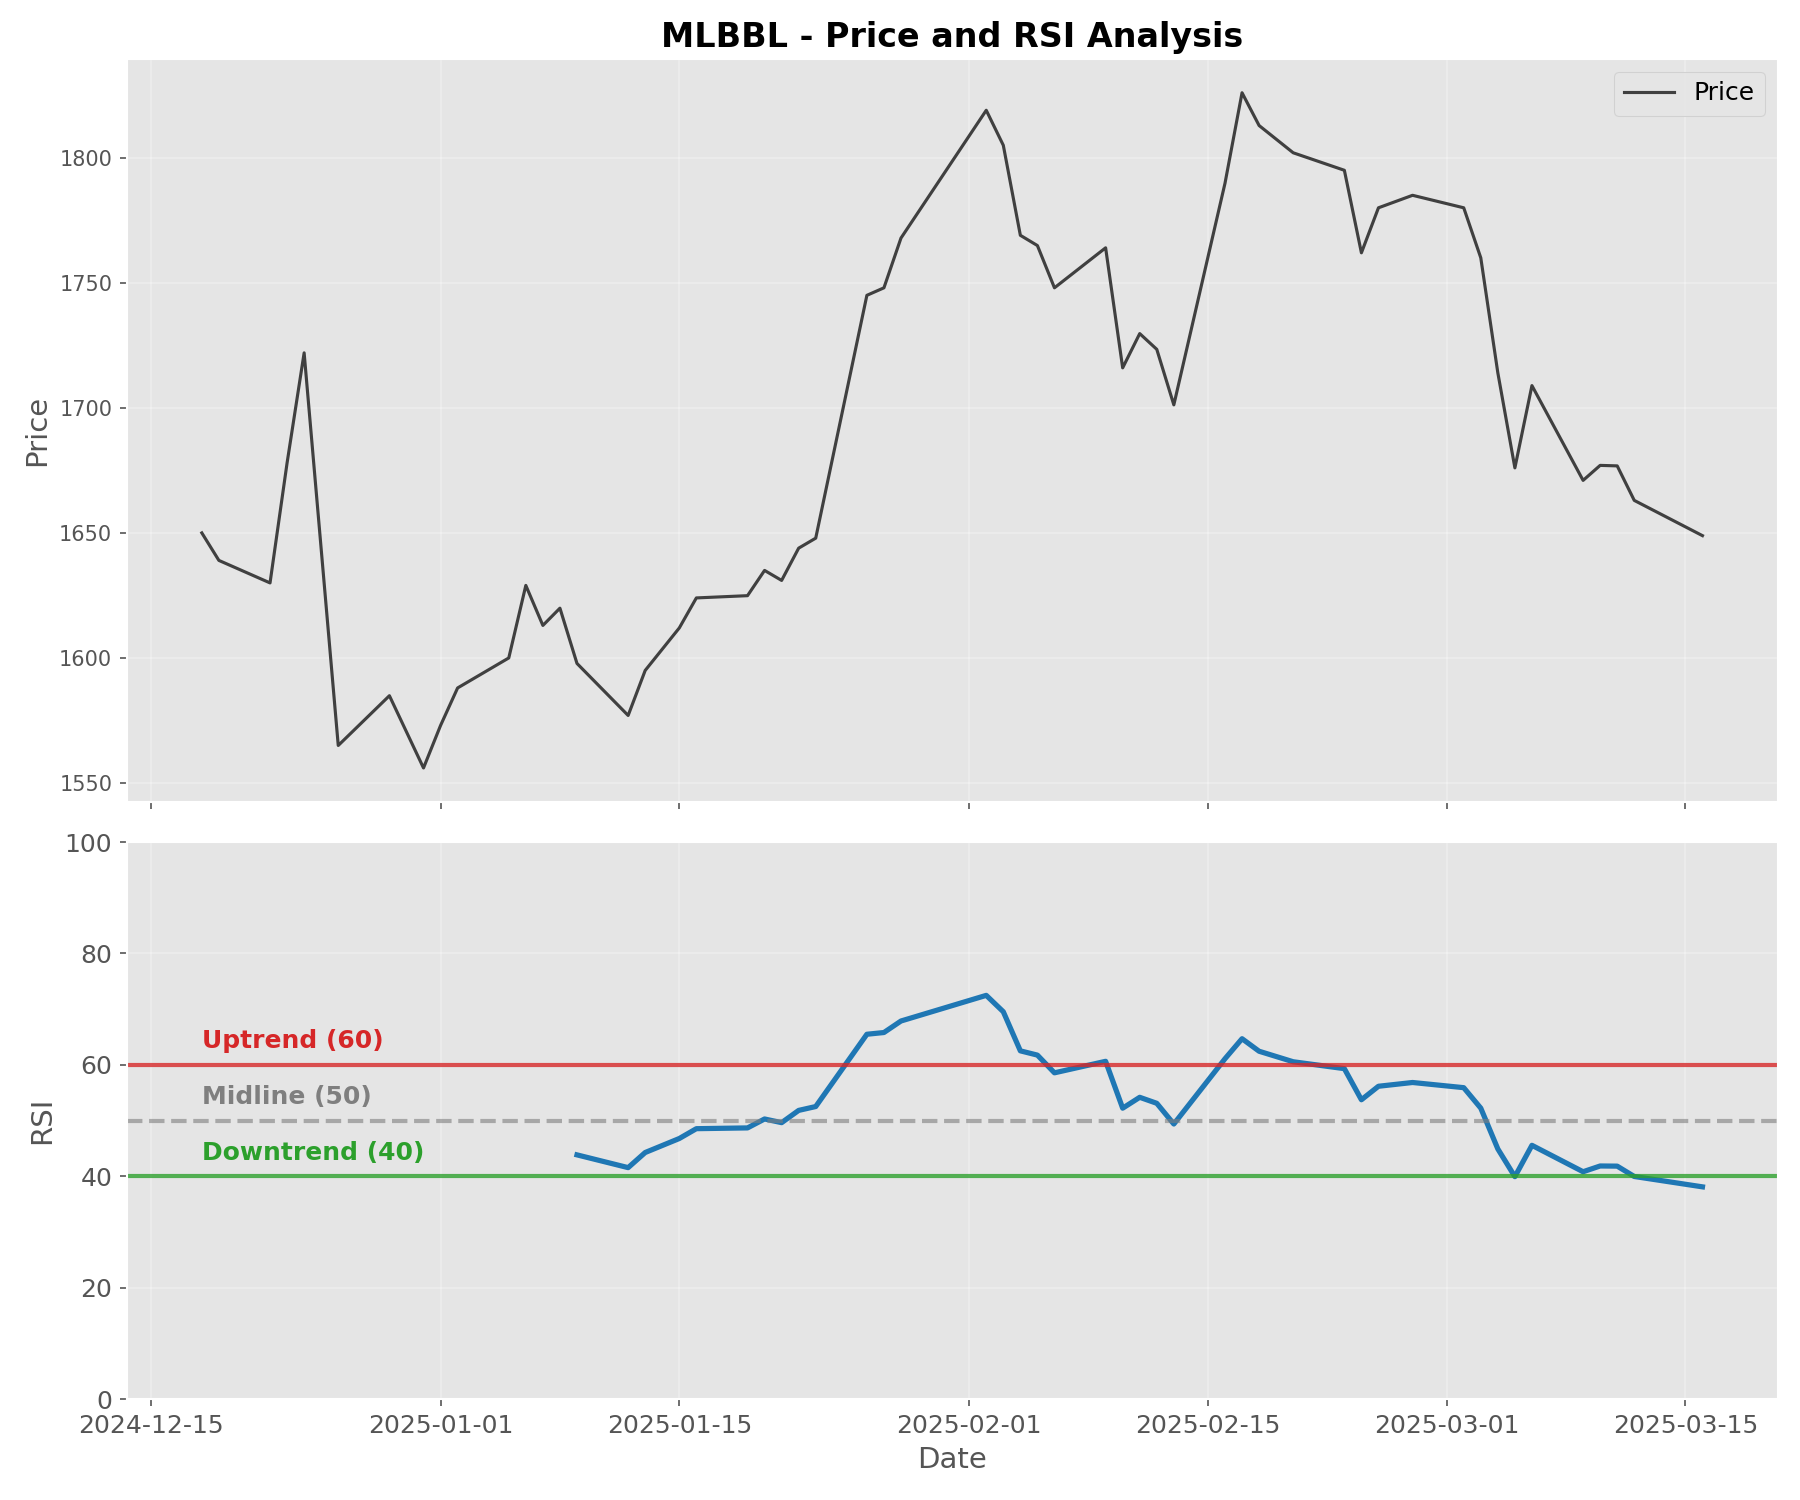 MLBBL - Price and RSI Analysis
Price
1800
1750
1700
1650
1600
1550
Price
100
80
60
40
20
0
RSI
Uptrend (60)
Midline (50)
Downtrend (40)
2024-12-15
2025-01-01
2025-01-15
2025-02-01
2025-02-15
2025-03-01
2025-03-15
Date